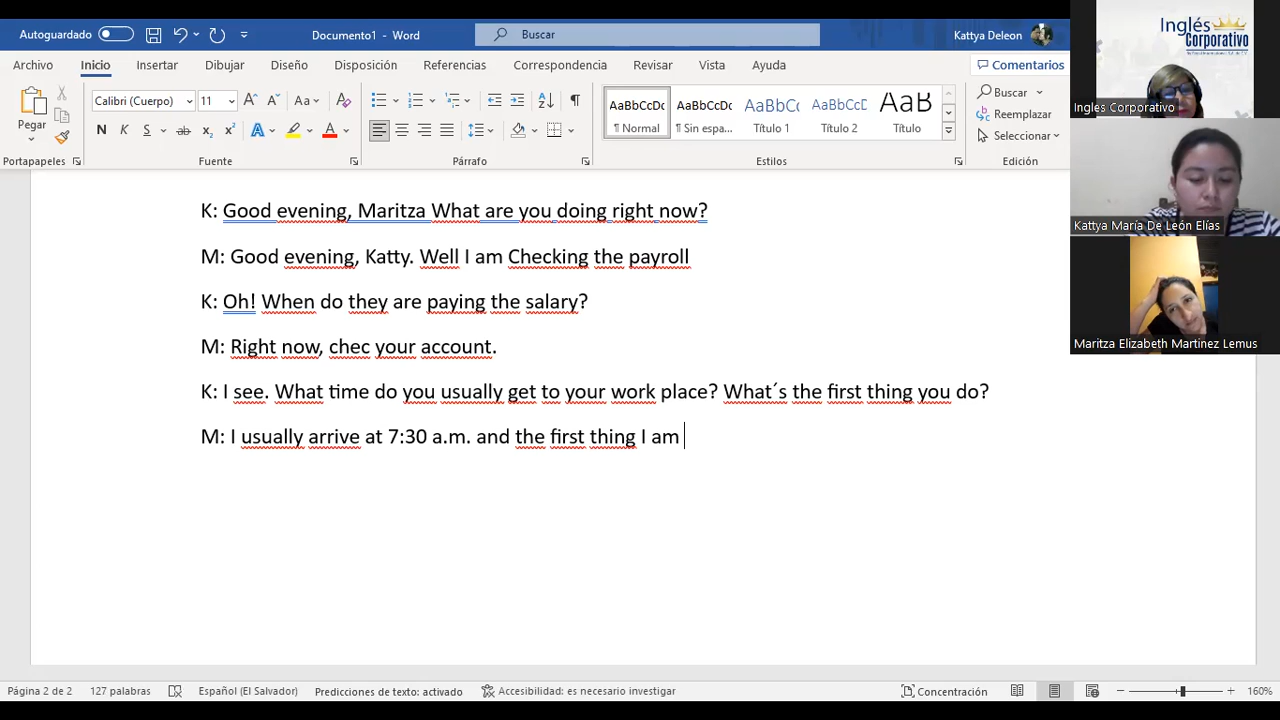 Autoguardado
Documento1 - Word
Buscar
Kattya Deleon
Archivo Inicio Insertar Dibujar Diseño Disposición Referencias Correspondencia Revisar Vista Ayuda Comentarios
Pegar
Portapapeles
Calibri (Cuerpo) 11
Fuente
Párrafo
AaBbCcDc AaBbCcDc AaBbCc AaBbCcD AaB
¶ Normal ¶ Sin espa... Título 1 Título 2 Título
Estilos
Buscar
Reemplazar
Seleccionar
Edición
K: Good evening, Maritza What are you doing right now?
M: Good evening, Katty. Well I am Checking the payroll
K: Oh! When do they are paying the salary?
M: Right now, chec your account.
K: I see. What time do you usually get to your work place? What´s the first thing you do?
M: I usually arrive at 7:30 a.m. and the first thing I am
Inglés
Corporativo
Ingles Corporativo
Kattya María De León Elías
Maritza Elizabeth Martinez Lemus
Página 2 de 2 127 palabras Español (El Salvador) Predicciones de texto: activado Accesibilidad: es necesario investigar Concentración 160%